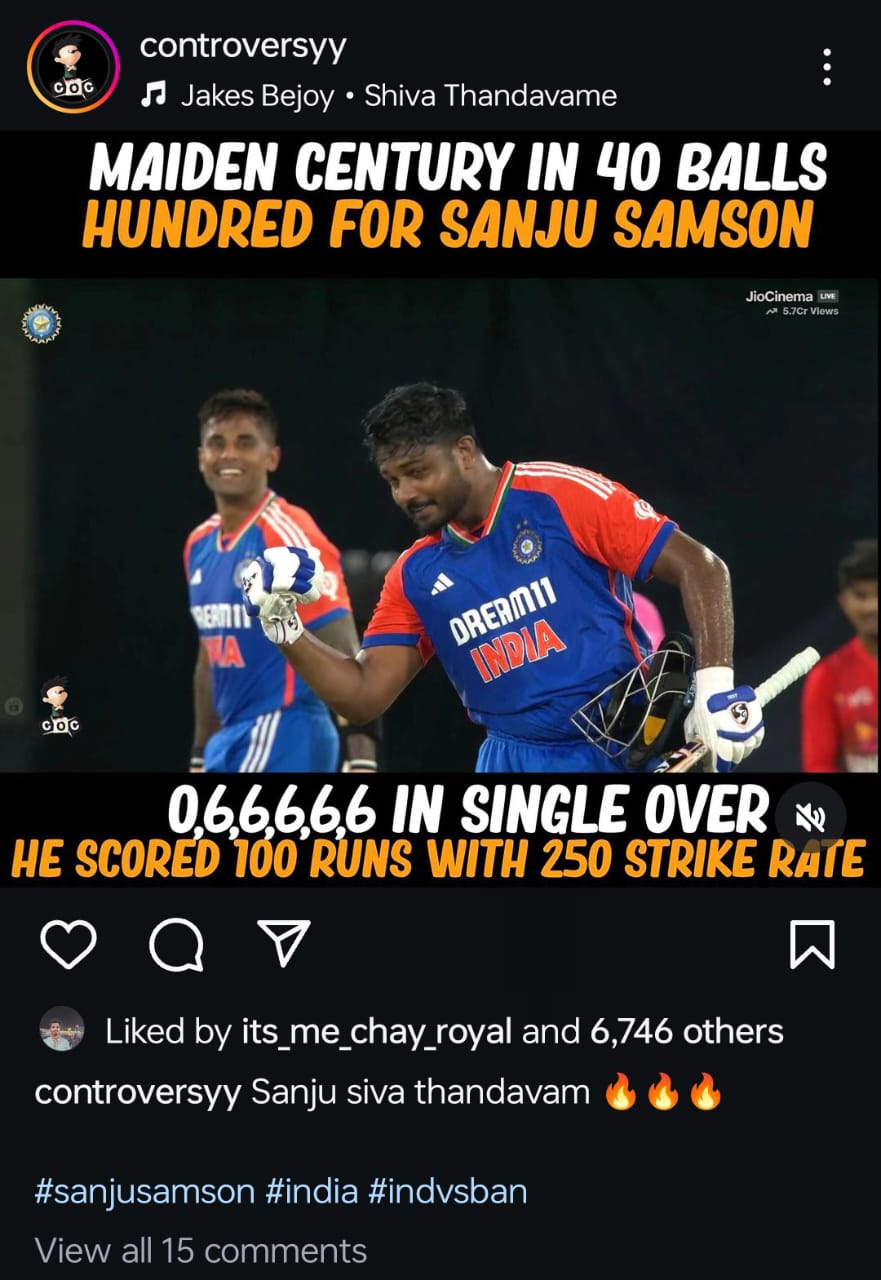 controversyy
Jakes Bejoy • Shiva Thandavame
MAIDEN CENTURY IN 40 BALLS
HUNDRED FOR SANJU SAMSON
JioCinema LIVE
5.7Cr Views
DREAM11
INDIA
COC
0,6,6,6,6,6 IN SINGLE OVER
HE SCORED 100 RUNS WITH 250 STRIKE RATE
Liked by its_me_chay_royal and 6,746 others
controversyy Sanju siva thandavam 🔥🔥🔥
#sanjusamson #india #indvsban
View all 15 comments